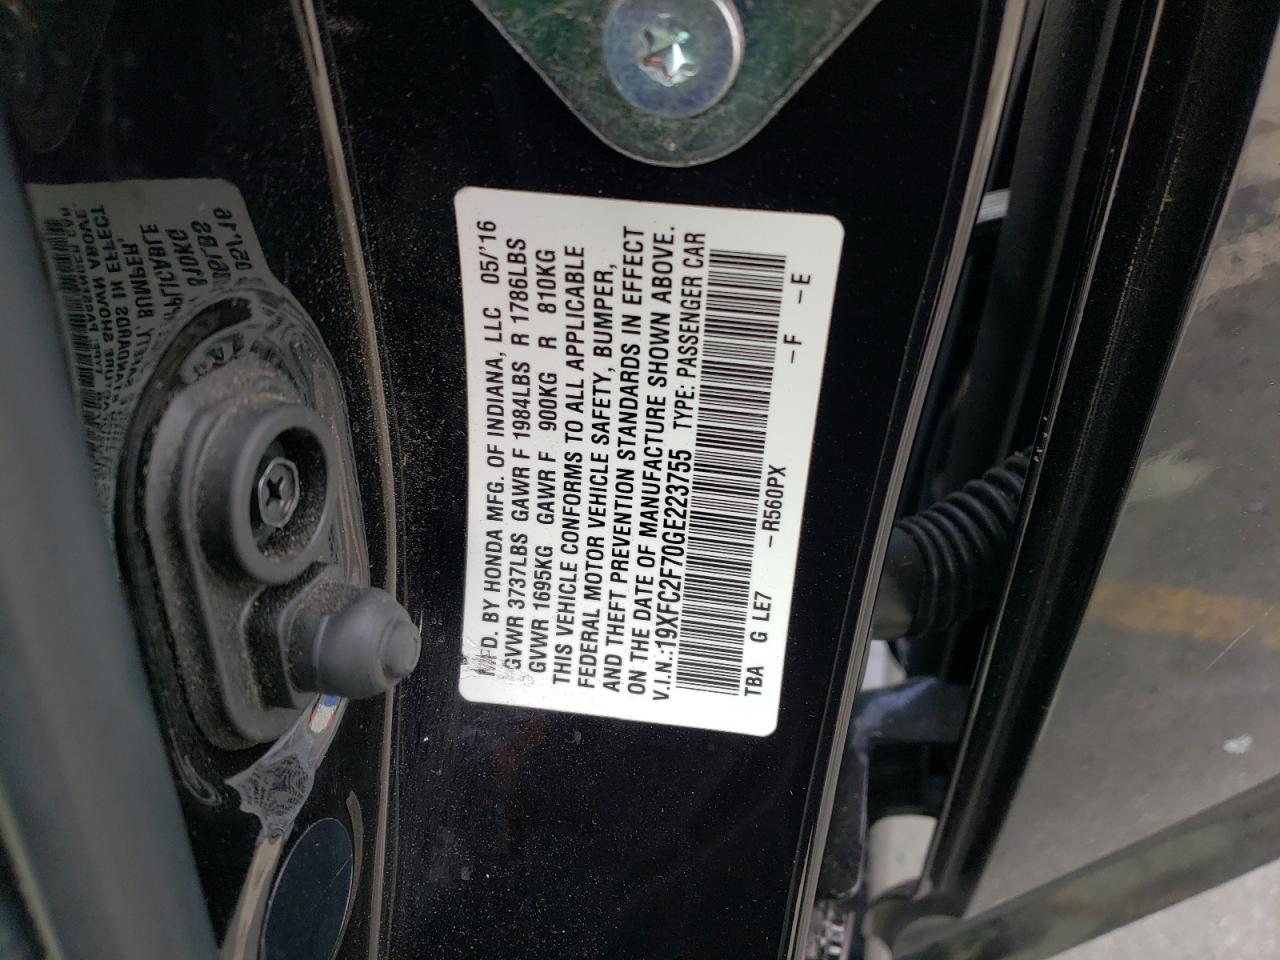 MFD. BY HONDA MFG. OF INDIANA, LLC 05/'16
GVWR 3737LBS GAWR F 1984LBS R 1786LBS
GVWR 1695KG GAWR F 900KG R 810KG
THIS VEHICLE CONFORMS TO ALL APPLICABLE
FEDERAL MOTOR VEHICLE SAFETY, BUMPER,
AND THEFT PREVENTION STANDARDS IN EFFECT
ON THE DATE OF MANUFACTURE SHOWN ABOVE.
V.I.N.:19XFC2F70GE223755 TYPE: PASSENGER CAR
TBA G LE7 -R560PX -F -E